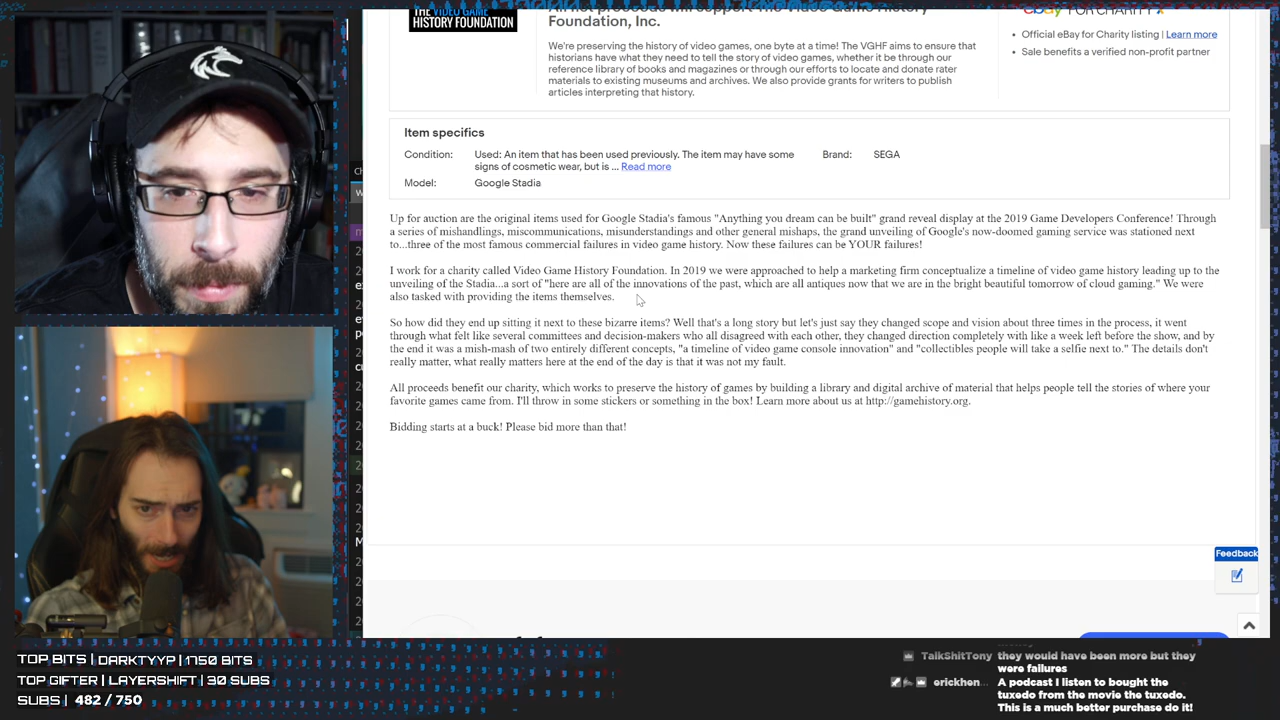 THE VIDEO GAME
HISTORY FOUNDATION
Foundation, Inc.
We're preserving the history of video games, one byte at a time! The VGHF aims to ensure that
historians have what they need to tell the story of video games, whether it be through our
reference library of books and magazines or through our efforts to locate and donate rater
materials to existing museums and archives. We also provide grants for writers to publish
articles interpreting that history.
ebay FOR CHARITY
• Official eBay for Charity listing | Learn more
• Sale benefits a verified non-profit partner
Item specifics
Condition: Used: An item that has been used previously. The item may have some Brand: SEGA
signs of cosmetic wear, but is ... Read more
Model: Google Stadia
Up for auction are the original items used for Google Stadia's famous "Anything you dream can be built" grand reveal display at the 2019 Game Developers Conference! Through
a series of mishandlings, miscommunications, misunderstandings and other general mishaps, the grand unveiling of Google's now-doomed gaming service was stationed next
to...three of the most famous commercial failures in video game history. Now these failures can be YOUR failures!
I work for a charity called Video Game History Foundation. In 2019 we were approached to help a marketing firm conceptualize a timeline of video game history leading up to the
unveiling of the Stadia...a sort of "here are all of the innovations of the past, which are all antiques now that we are in the bright beautiful tomorrow of cloud gaming." We were
also tasked with providing the items themselves.
So how did they end up sitting it next to these bizarre items? Well that's a long story but let's just say they changed scope and vision about three times in the process, it went
through what felt like several committees and decision-makers who all disagreed with each other, they changed direction completely with like a week left before the show, and by
the end it was a mish-mash of two entirely different concepts, "a timeline of video game console innovation" and "collectibles people will take a selfie next to." The details don't
really matter, what really matters here at the end of the day is that it was not my fault.
All proceeds benefit our charity, which works to preserve the history of games by building a library and digital archive of material that helps people tell the stories of where your
favorite games came from. I'll throw in some stickers or something in the box! Learn more about us at http://gamehistory.org.
Bidding starts at a buck! Please bid more than that!
Feedback
TOP BITS | DARKTYYP | 1750 BITS
TOP GIFTER | LAYERSHIFT | 30 SUBS
SUBS | 482 / 750
TalkShitTony they would have been more but they
were failures
erickhen... A podcast I listen to bought the
tuxedo from the movie the tuxedo.
This is a much better purchase do it!